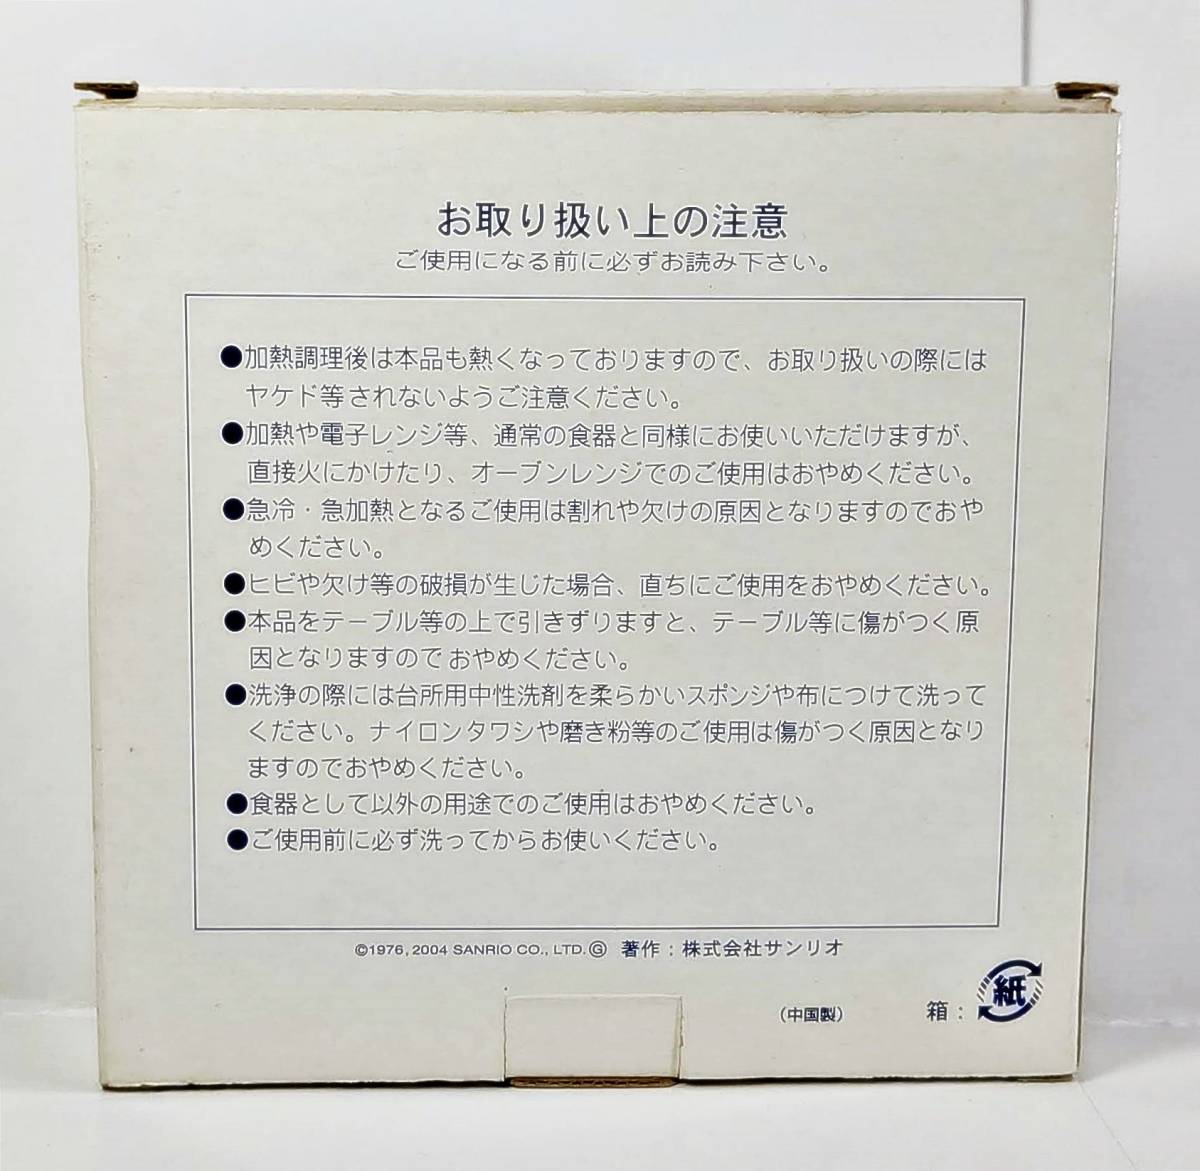 お取り扱い上の注意
ご使用になる前に必ずお読み下さい。
●加熱調理後は本品も熱くなっておりますので、お取り扱いの際には
ヤケド等されないようご注意ください。
●加熱や電子レンジ等、通常の食器と同様にお使いいただけますが、
直接火にかけたり、オーブンレンジでのご使用はおやめください。
●急冷・急加熱となるご使用は割れや欠けの原因となりますのでおや
めください。
●ヒビや欠け等の破損が生じた場合、直ちにご使用をおやめください。
●本品をテーブル等の上で引きずりますと、テーブル等に傷がつく原
因となりますので おやめください。
●洗浄の際には台所用中性洗剤を柔らかいスポンジや布につけて洗って
ください。ナイロンタワシや磨き粉等のご使用は傷がつく原因となり
ますのでおやめください。
●食器として以外の用途でのご使用はおやめください。
●ご使用前に必ず洗ってからお使いください。
©1976, 2004 SANRIO CO., LTD. Ⓖ 著作：株式会社サンリオ
（中国製） 箱： 紙